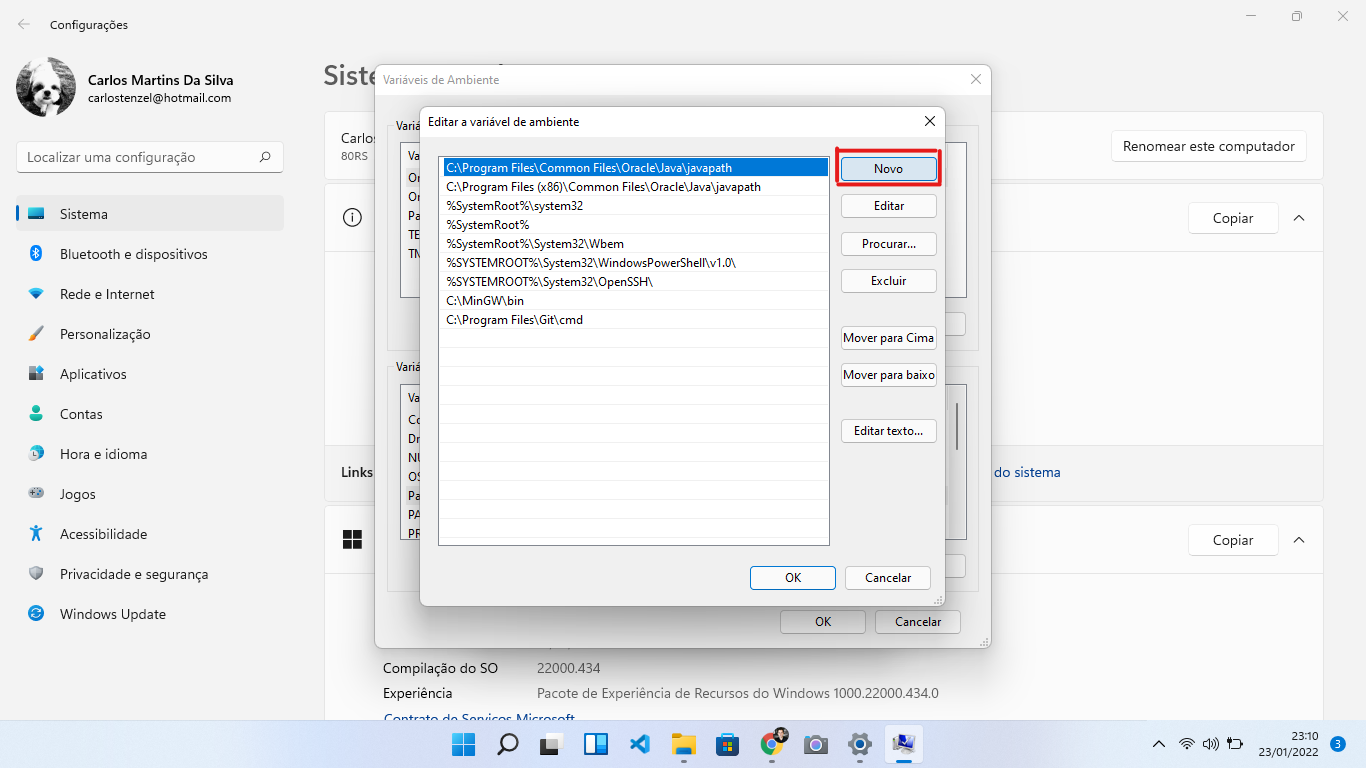 Configurações
Carlos Martins Da Silva
carlostenzel@hotmail.com
Localizar uma configuração
Sistema
Bluetooth e dispositivos
Rede e Internet
Personalização
Aplicativos
Contas
Hora e idioma
Jogos
Acessibilidade
Privacidade e segurança
Windows Update
Siste
Carlos
80RS
Renomear este computador
Copiar
Links
do sistema
Copiar
Compilação do SO 22000.434
Experiência Pacote de Experiência de Recursos do Windows 1000.22000.434.0
Contrato de Serviços Microsoft
Variáveis de Ambiente
Variá
Va
Or
Or
Pa
TE
TM
Variá
Va
Co
Dr
NU
OS
Pa
PA
PR
OK
Cancelar
Editar a variável de ambiente
C:\Program Files\Common Files\Oracle\Java\javapath
C:\Program Files (x86)\Common Files\Oracle\Java\javapath
%SystemRoot%\system32
%SystemRoot%
%SystemRoot%\System32\Wbem
%SYSTEMROOT%\System32\WindowsPowerShell\v1.0\
%SYSTEMROOT%\System32\OpenSSH\
C:\MinGW\bin
C:\Program Files\Git\cmd
Novo
Editar
Procurar...
Excluir
Mover para Cima
Mover para baixo
Editar texto...
OK
Cancelar
23:10
23/01/2022
3